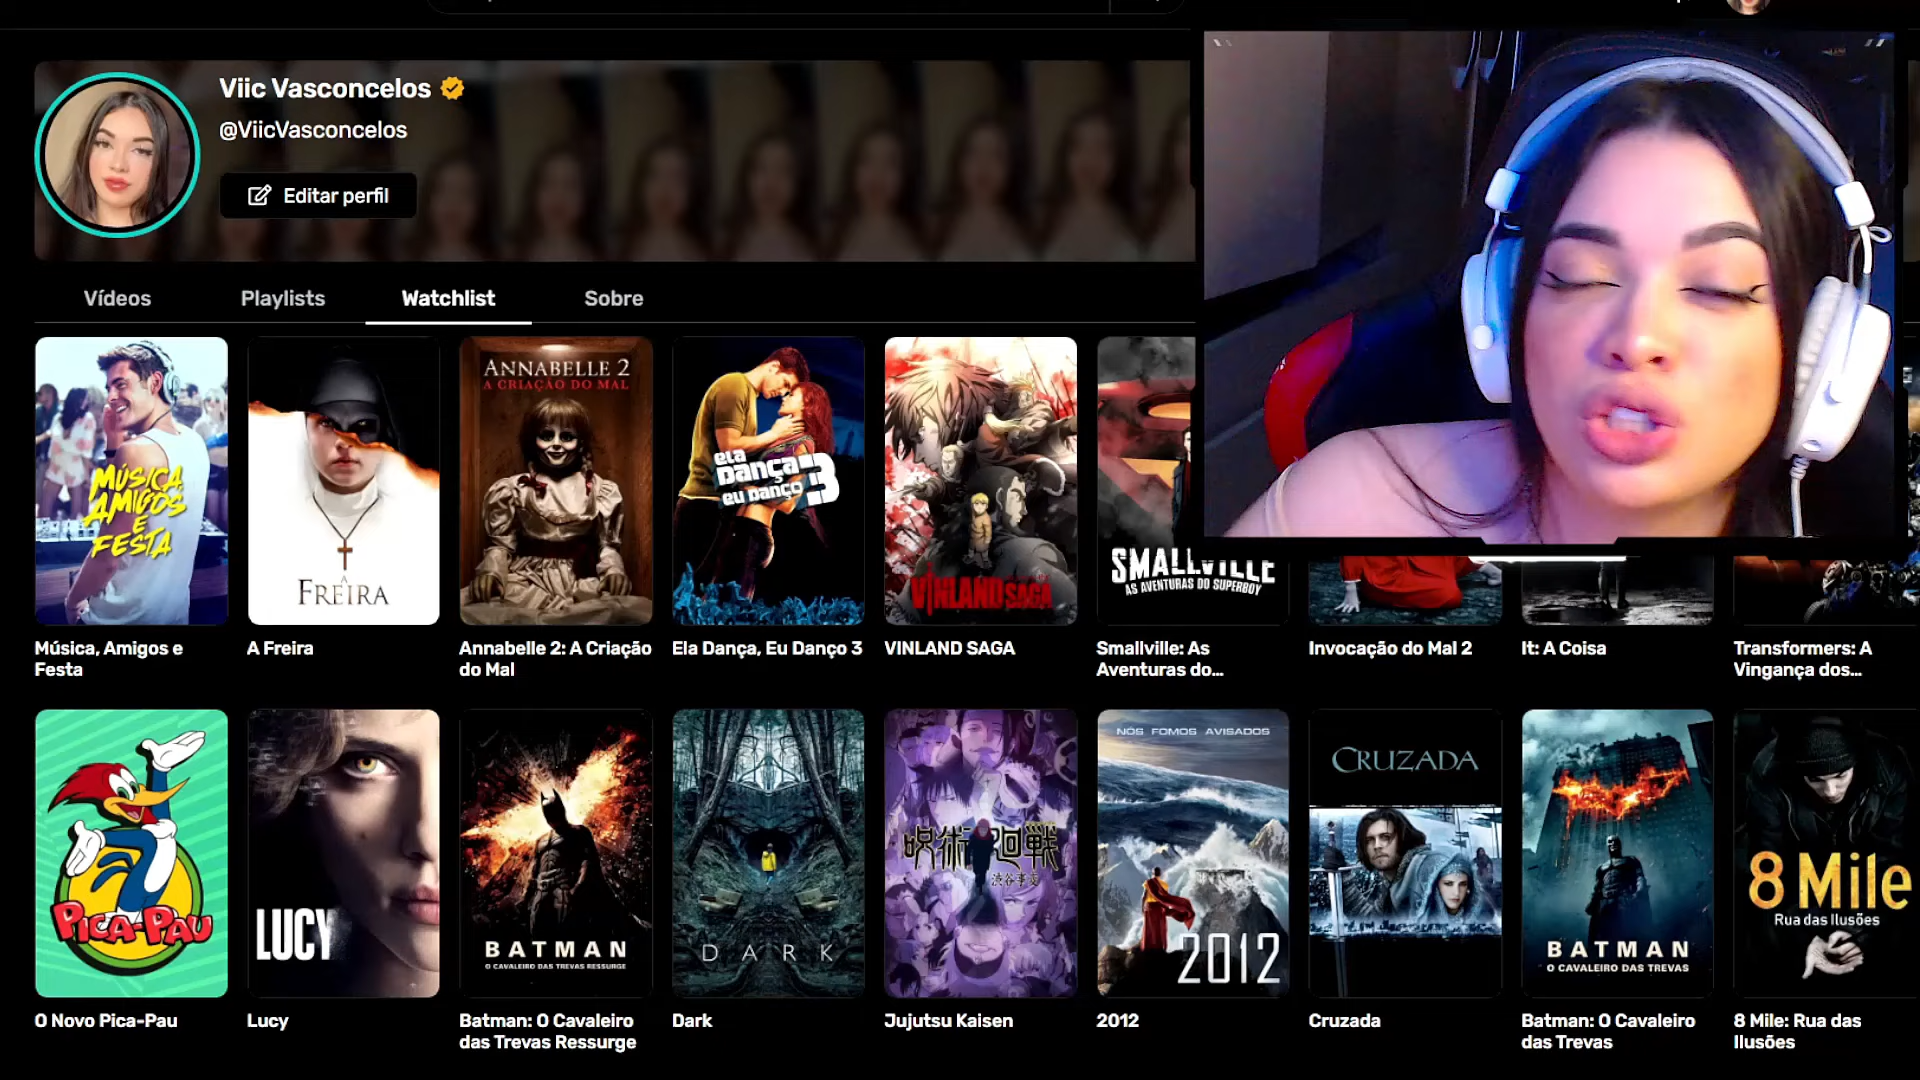 Viic Vasconcelos
@ViicVasconcelos
Editar perfil
Vídeos
Playlists
Watchlist
Sobre
MÚSICA,
AMIGOS
E
FESTA
A
FREIRA
ANNABELLE 2
A CRIAÇÃO DO MAL
ela
Dança,
eu Danço 3
VINLAND SAGA
SMALLVILLE
AS AVENTURAS DO SUPERBOY
Música, Amigos e
Festa
A Freira
Annabelle 2: A Criação
do Mal
Ela Dança, Eu Danço 3
VINLAND SAGA
Smallville: As
Aventuras do...
Invocação do Mal 2
It: A Coisa
Transformers: A
Vingança dos...
PICA-PAU
LUCY
BATMAN
O CAVALEIRO DAS TREVAS RESSURGE
DARK
呪術廻戦
渋谷事変
NÓS FOMOS AVISADOS
2012
CRUZADA
BATMAN
O CAVALEIRO DAS TREVAS
8 Mile
Rua das Ilusões
O Novo Pica-Pau
Lucy
Batman: O Cavaleiro
das Trevas Ressurge
Dark
Jujutsu Kaisen
2012
Cruzada
Batman: O Cavaleiro
das Trevas
8 Mile: Rua das
Ilusões